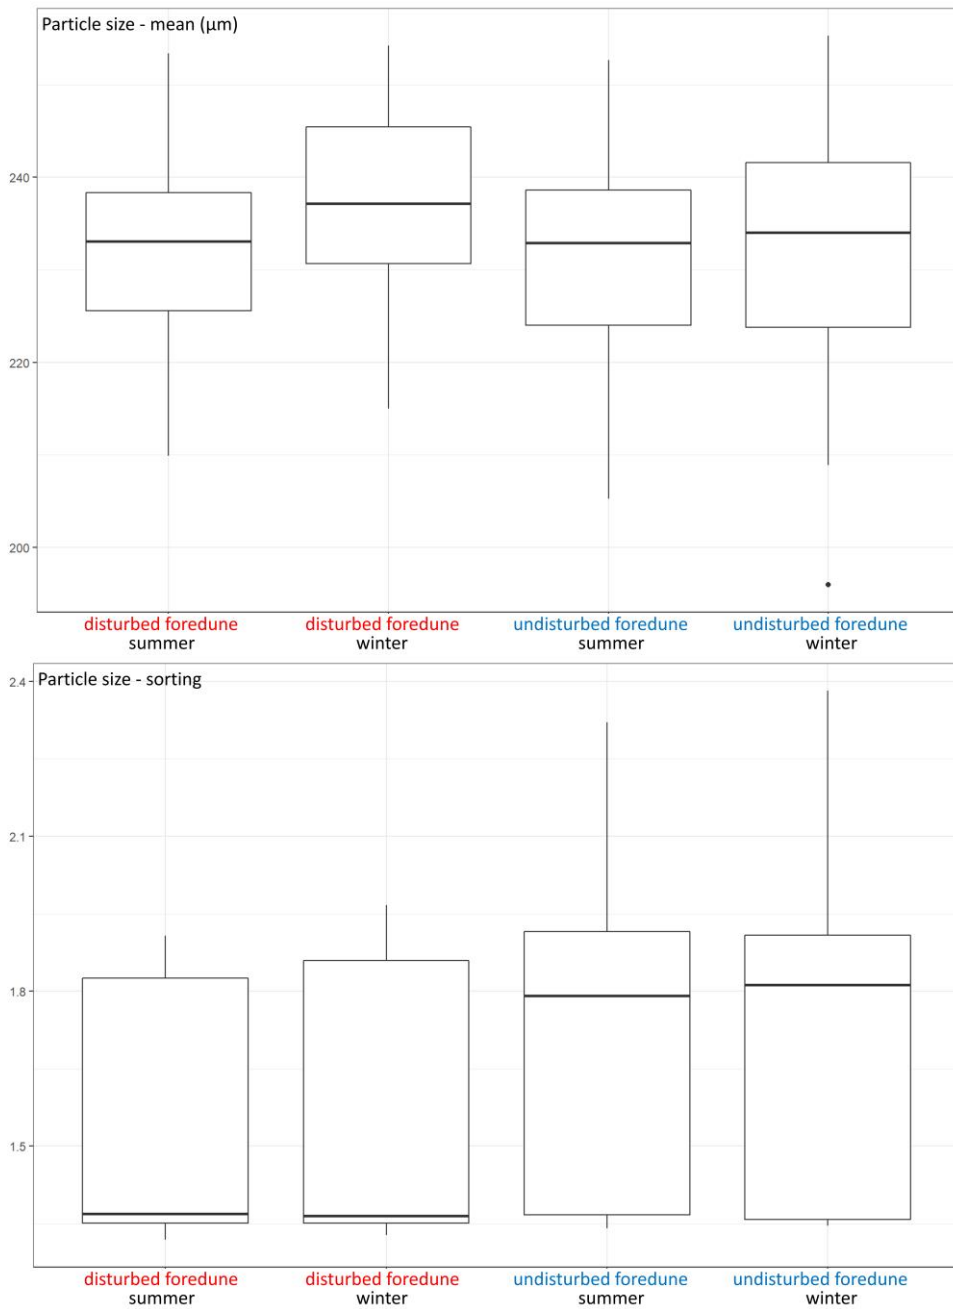 Particle size - mean (µm)
240
220
200
disturbed foredune disturbed foredune undisturbed foredune undisturbed foredune
summer winter summer winter
2.4
Particle size - sorting
2.1
1.8
1.5
disturbed foredune disturbed foredune undisturbed foredune undisturbed foredune
summer winter summer winter